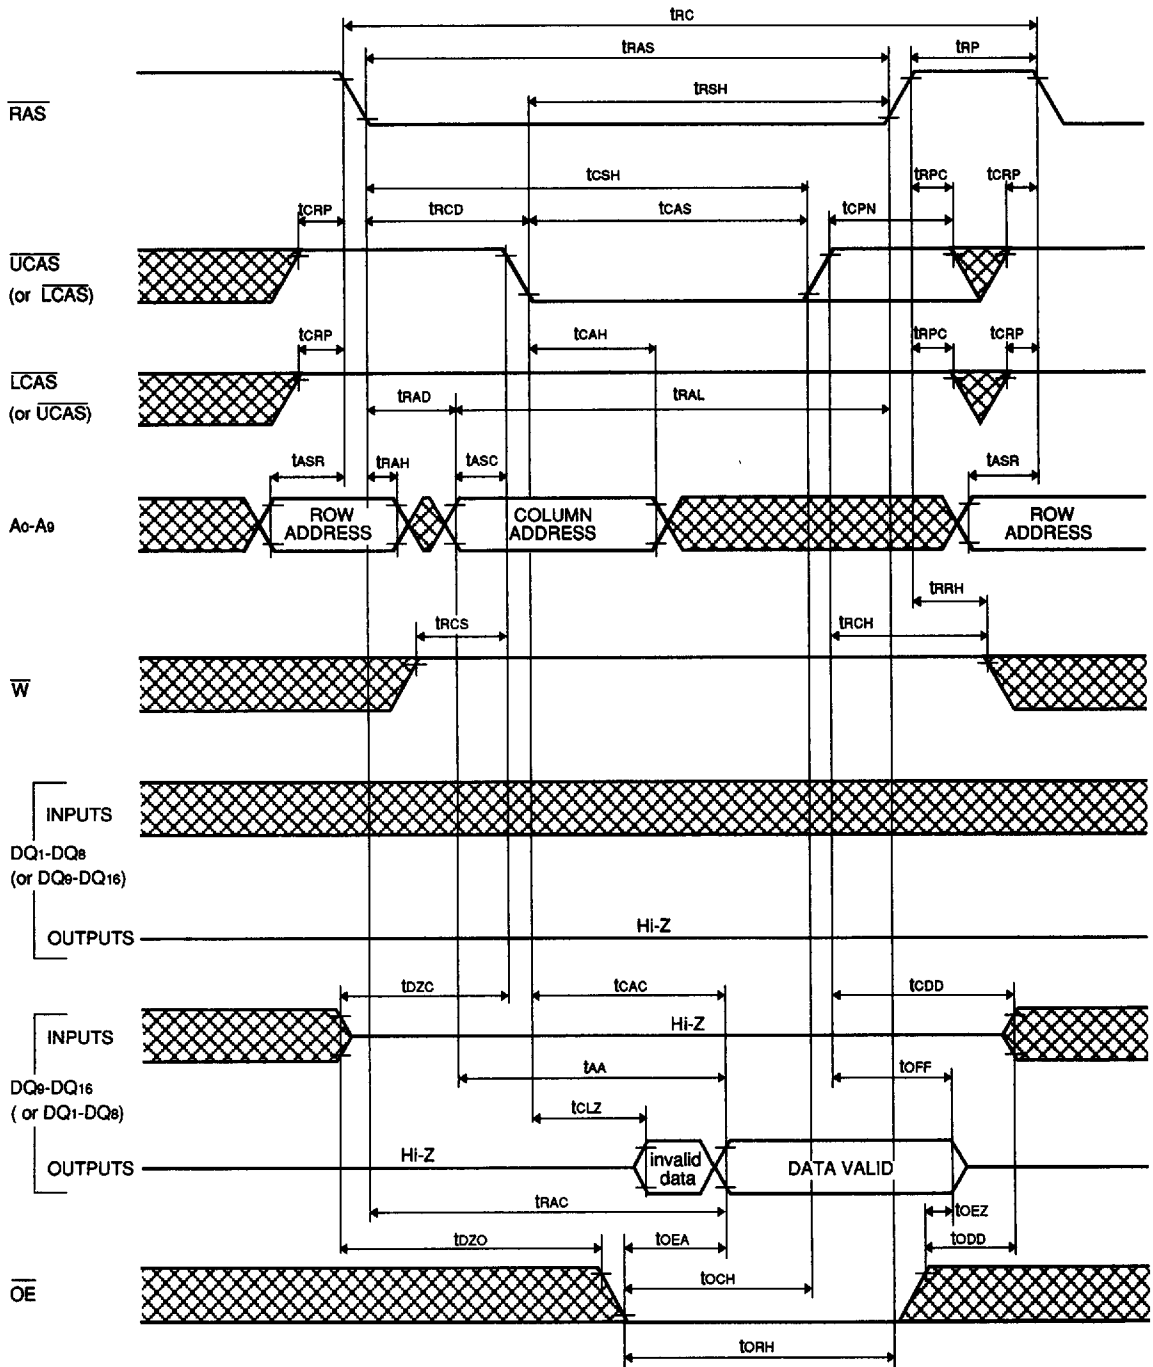 tRC
tRAS
tRP
tRSH
RAS
tCSH
tRPC
tCRP
tCRP
tRCD
tCAS
tCPN
UCAS
(or LCAS)
tCRP
tCAH
tRPC
tCRP
LCAS
(or UCAS)
tRAD
tRAL
tASR
tRAH
tASC
tASR
A0-A9
ROW
ADDRESS
COLUMN
ADDRESS
ROW
ADDRESS
tRRH
tRCS
tRCH
W
INPUTS
DQ1-DQ8
(or DQ9-DQ16)
OUTPUTS
Hi-Z
tDZC
tCAC
tCDD
INPUTS
Hi-Z
DQ9-DQ16
( or DQ1-DQ8)
tAA
tOFF
tCLZ
OUTPUTS
Hi-Z
invalid
data
DATA VALID
tRAC
tOEZ
tDZO
tOEA
tODD
OE
tOCH
tORH